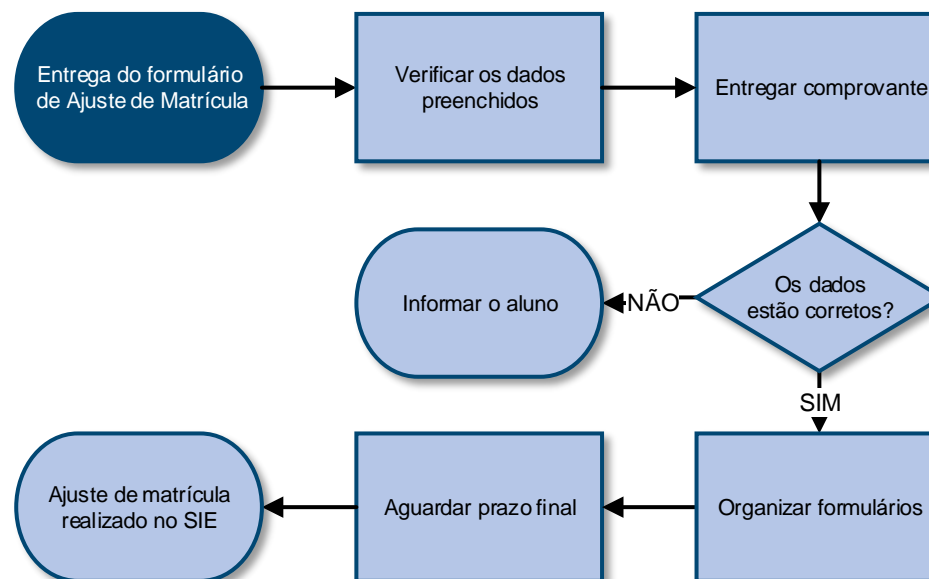 Entrega do formulário
de Ajuste de Matrícula
Verificar os dados
preenchidos
Entregar comprovante
Os dados
estão corretos?
NÃO
Informar o aluno
SIM
Organizar formulários
Aguardar prazo final
Ajuste de matrícula
realizado no SIE